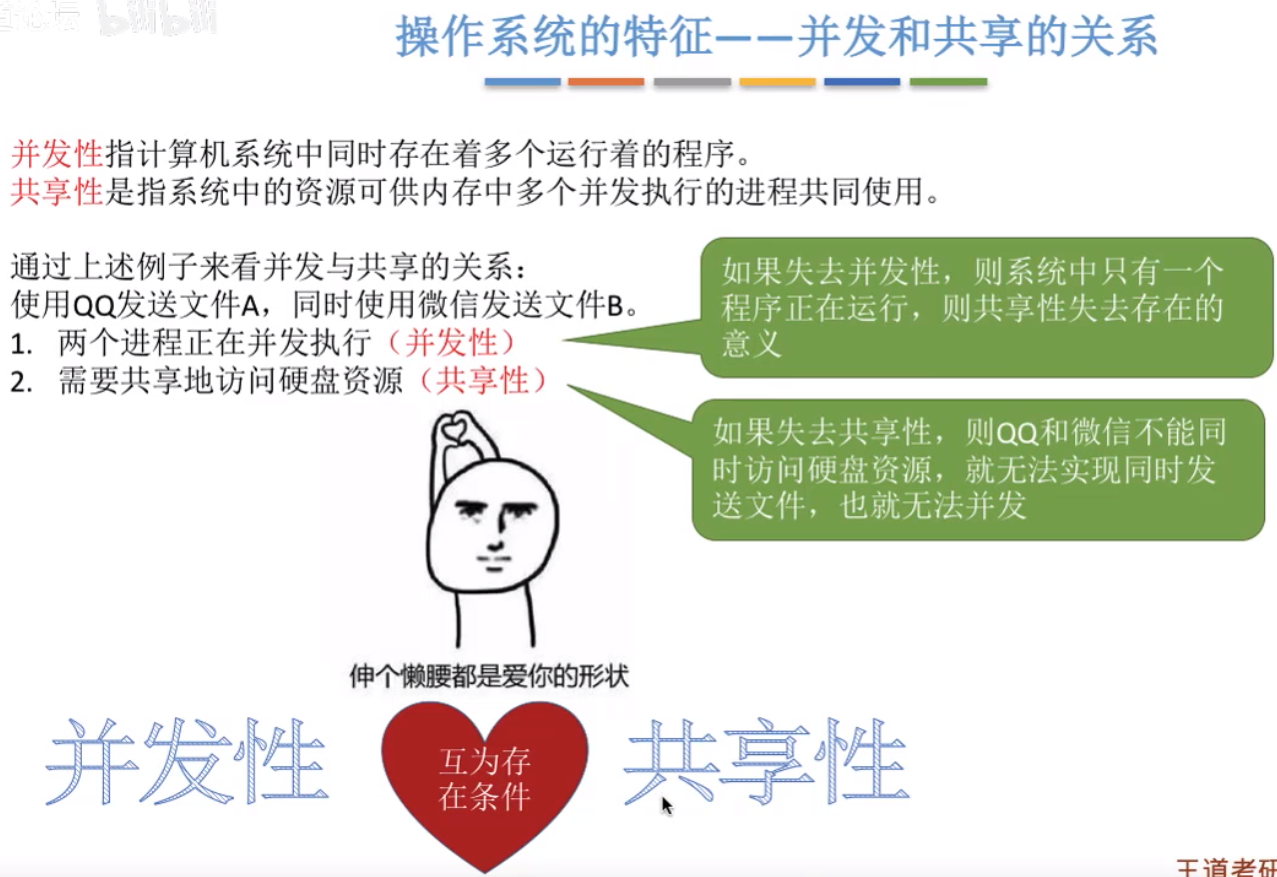 bilibili
操作系统的特征——并发和共享的关系
并发性指计算机系统中同时存在着多个运行着的程序。
共享性是指系统中的资源可供内存中多个并发执行的进程共同使用。
通过上述例子来看并发与共享的关系：
使用QQ发送文件A，同时使用微信发送文件B。
1. 两个进程正在并发执行（并发性）
2. 需要共享地访问硬盘资源（共享性）
如果失去并发性，则系统中只有一个
程序正在运行，则共享性失去存在的
意义
如果失去共享性，则QQ和微信不能同
时访问硬盘资源，就无法实现同时发
送文件，也就无法并发
伸个懒腰都是爱你的形状
并发性
互为存
在条件
共享性
王道考研